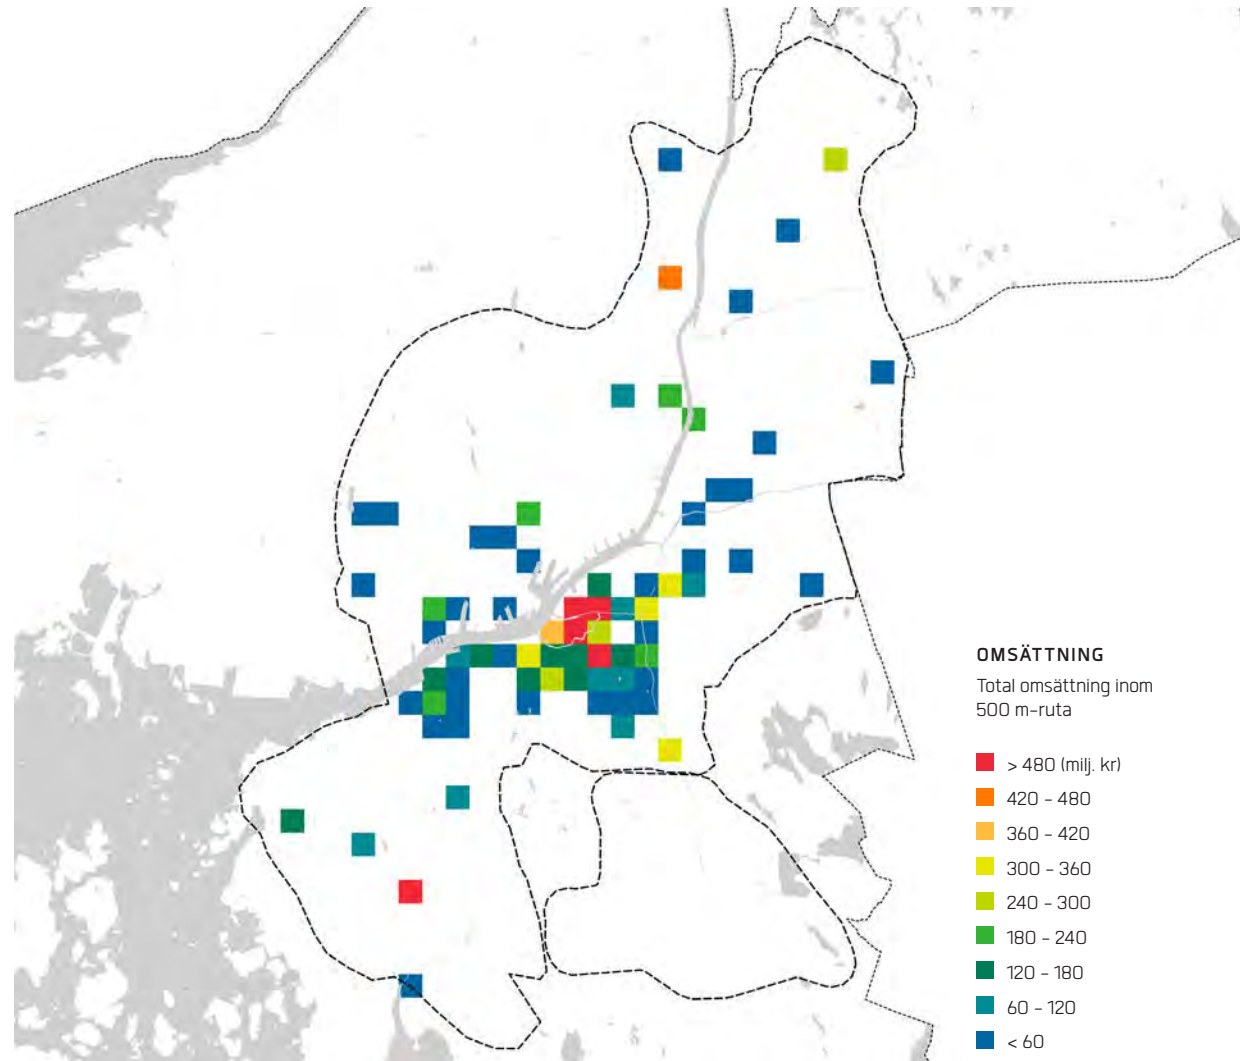 OMSÄTTNING
Total omsättning inom
500 m-ruta
> 480 (milj. kr)
420 - 480
360 - 420
300 - 360
240 - 300
180 - 240
120 - 180
60 - 120
< 60